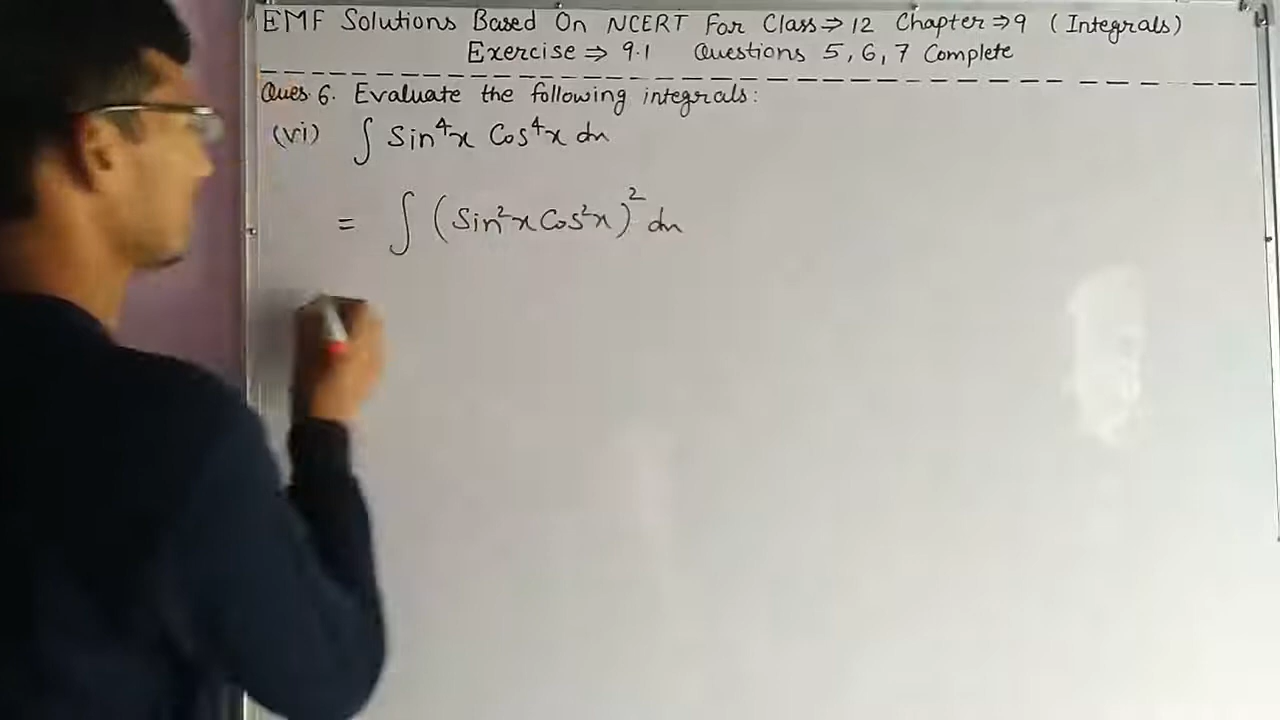 EMF Solutions Based On NCERT For Class⇒12 Chapter⇒9 (Integrals)
Exercise ⇒ 9.1 Questions 5, 6, 7 Complete
Ques. 6. Evaluate the following integrals:
(vi) ∫ Sin⁴x Cos⁴x dx
= ∫ (Sin²x Cos²x)² dx